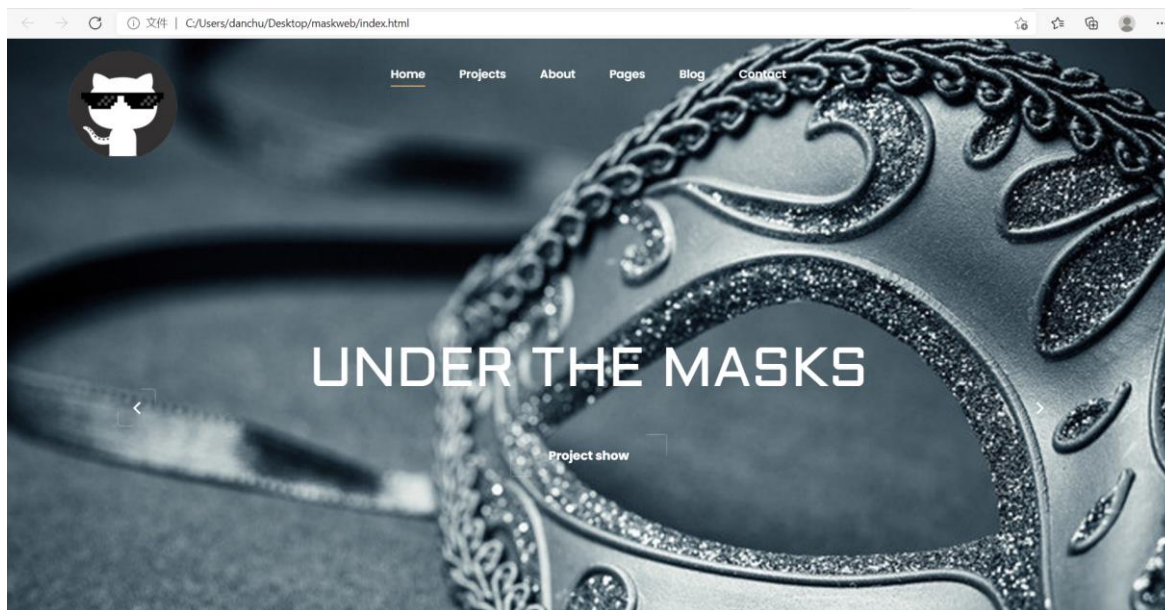 文件 | C:/Users/danchu/Desktop/maskweb/index.html
Home Projects About Pages Blog Contact
UNDER THE MASKS
Project show